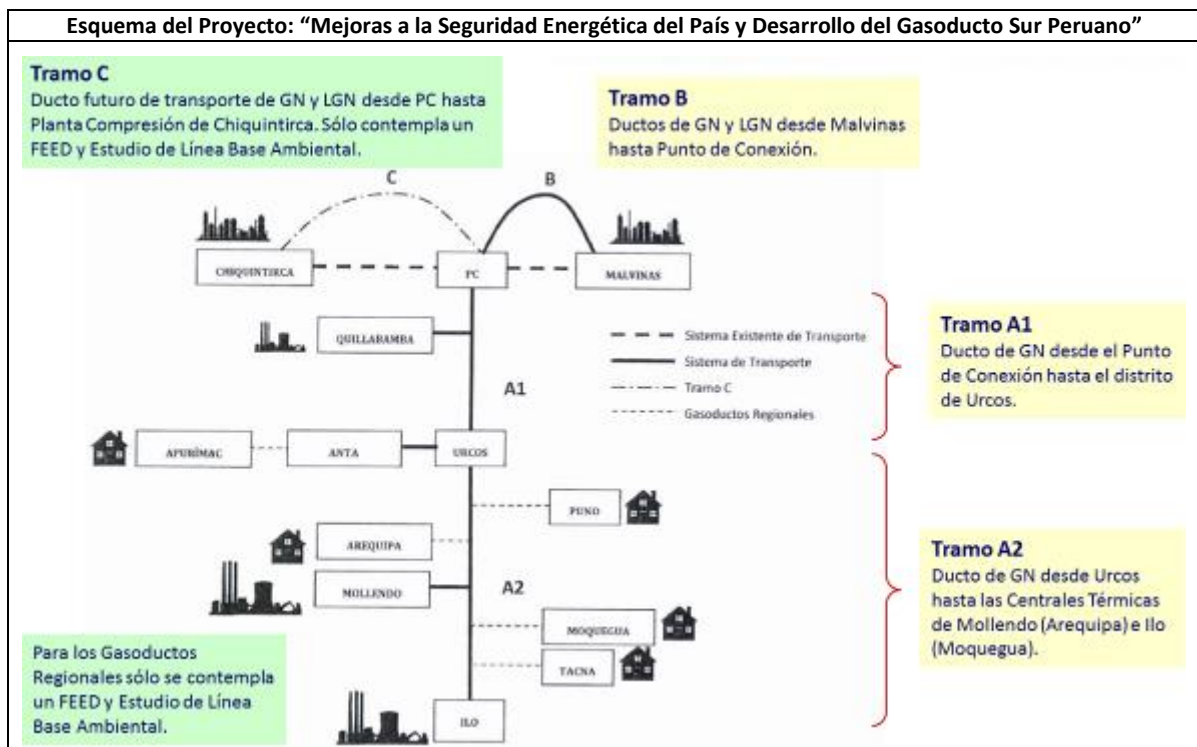 Esquema del Proyecto: “Mejoras a la Seguridad Energética del País y Desarrollo del Gasoducto Sur Peruano”
Tramo C
Ducto futuro de transporte de GN y LGN desde PC hasta
Planta Compresión de Chiquintirca. Sólo contempla un
FEED y Estudio de Línea Base Ambiental.
Tramo B
Ductos de GN y LGN desde Malvinas
hasta Punto de Conexión.
C
B
CHIQUINTIRCA
PC
MALVINAS
QUILLABAMBA
Sistema Existente de Transporte
Sistema de Transporte
Tramo C
Gasoductos Regionales
A1
Tramo A1
Ducto de GN desde el Punto
de Conexión hasta el distrito
de Urcos.
APURÍMAC
ANTA
URCOS
PUNO
AREQUIPA
MOLLENDO
A2
MOQUEGUA
TACNA
ILO
Tramo A2
Ducto de GN desde Urcos
hasta las Centrales Térmicas
de Mollendo (Arequipa) e Ilo
(Moquegua).
Para los Gasoductos
Regionales sólo se contempla
un FEED y Estudio de Línea
Base Ambiental.